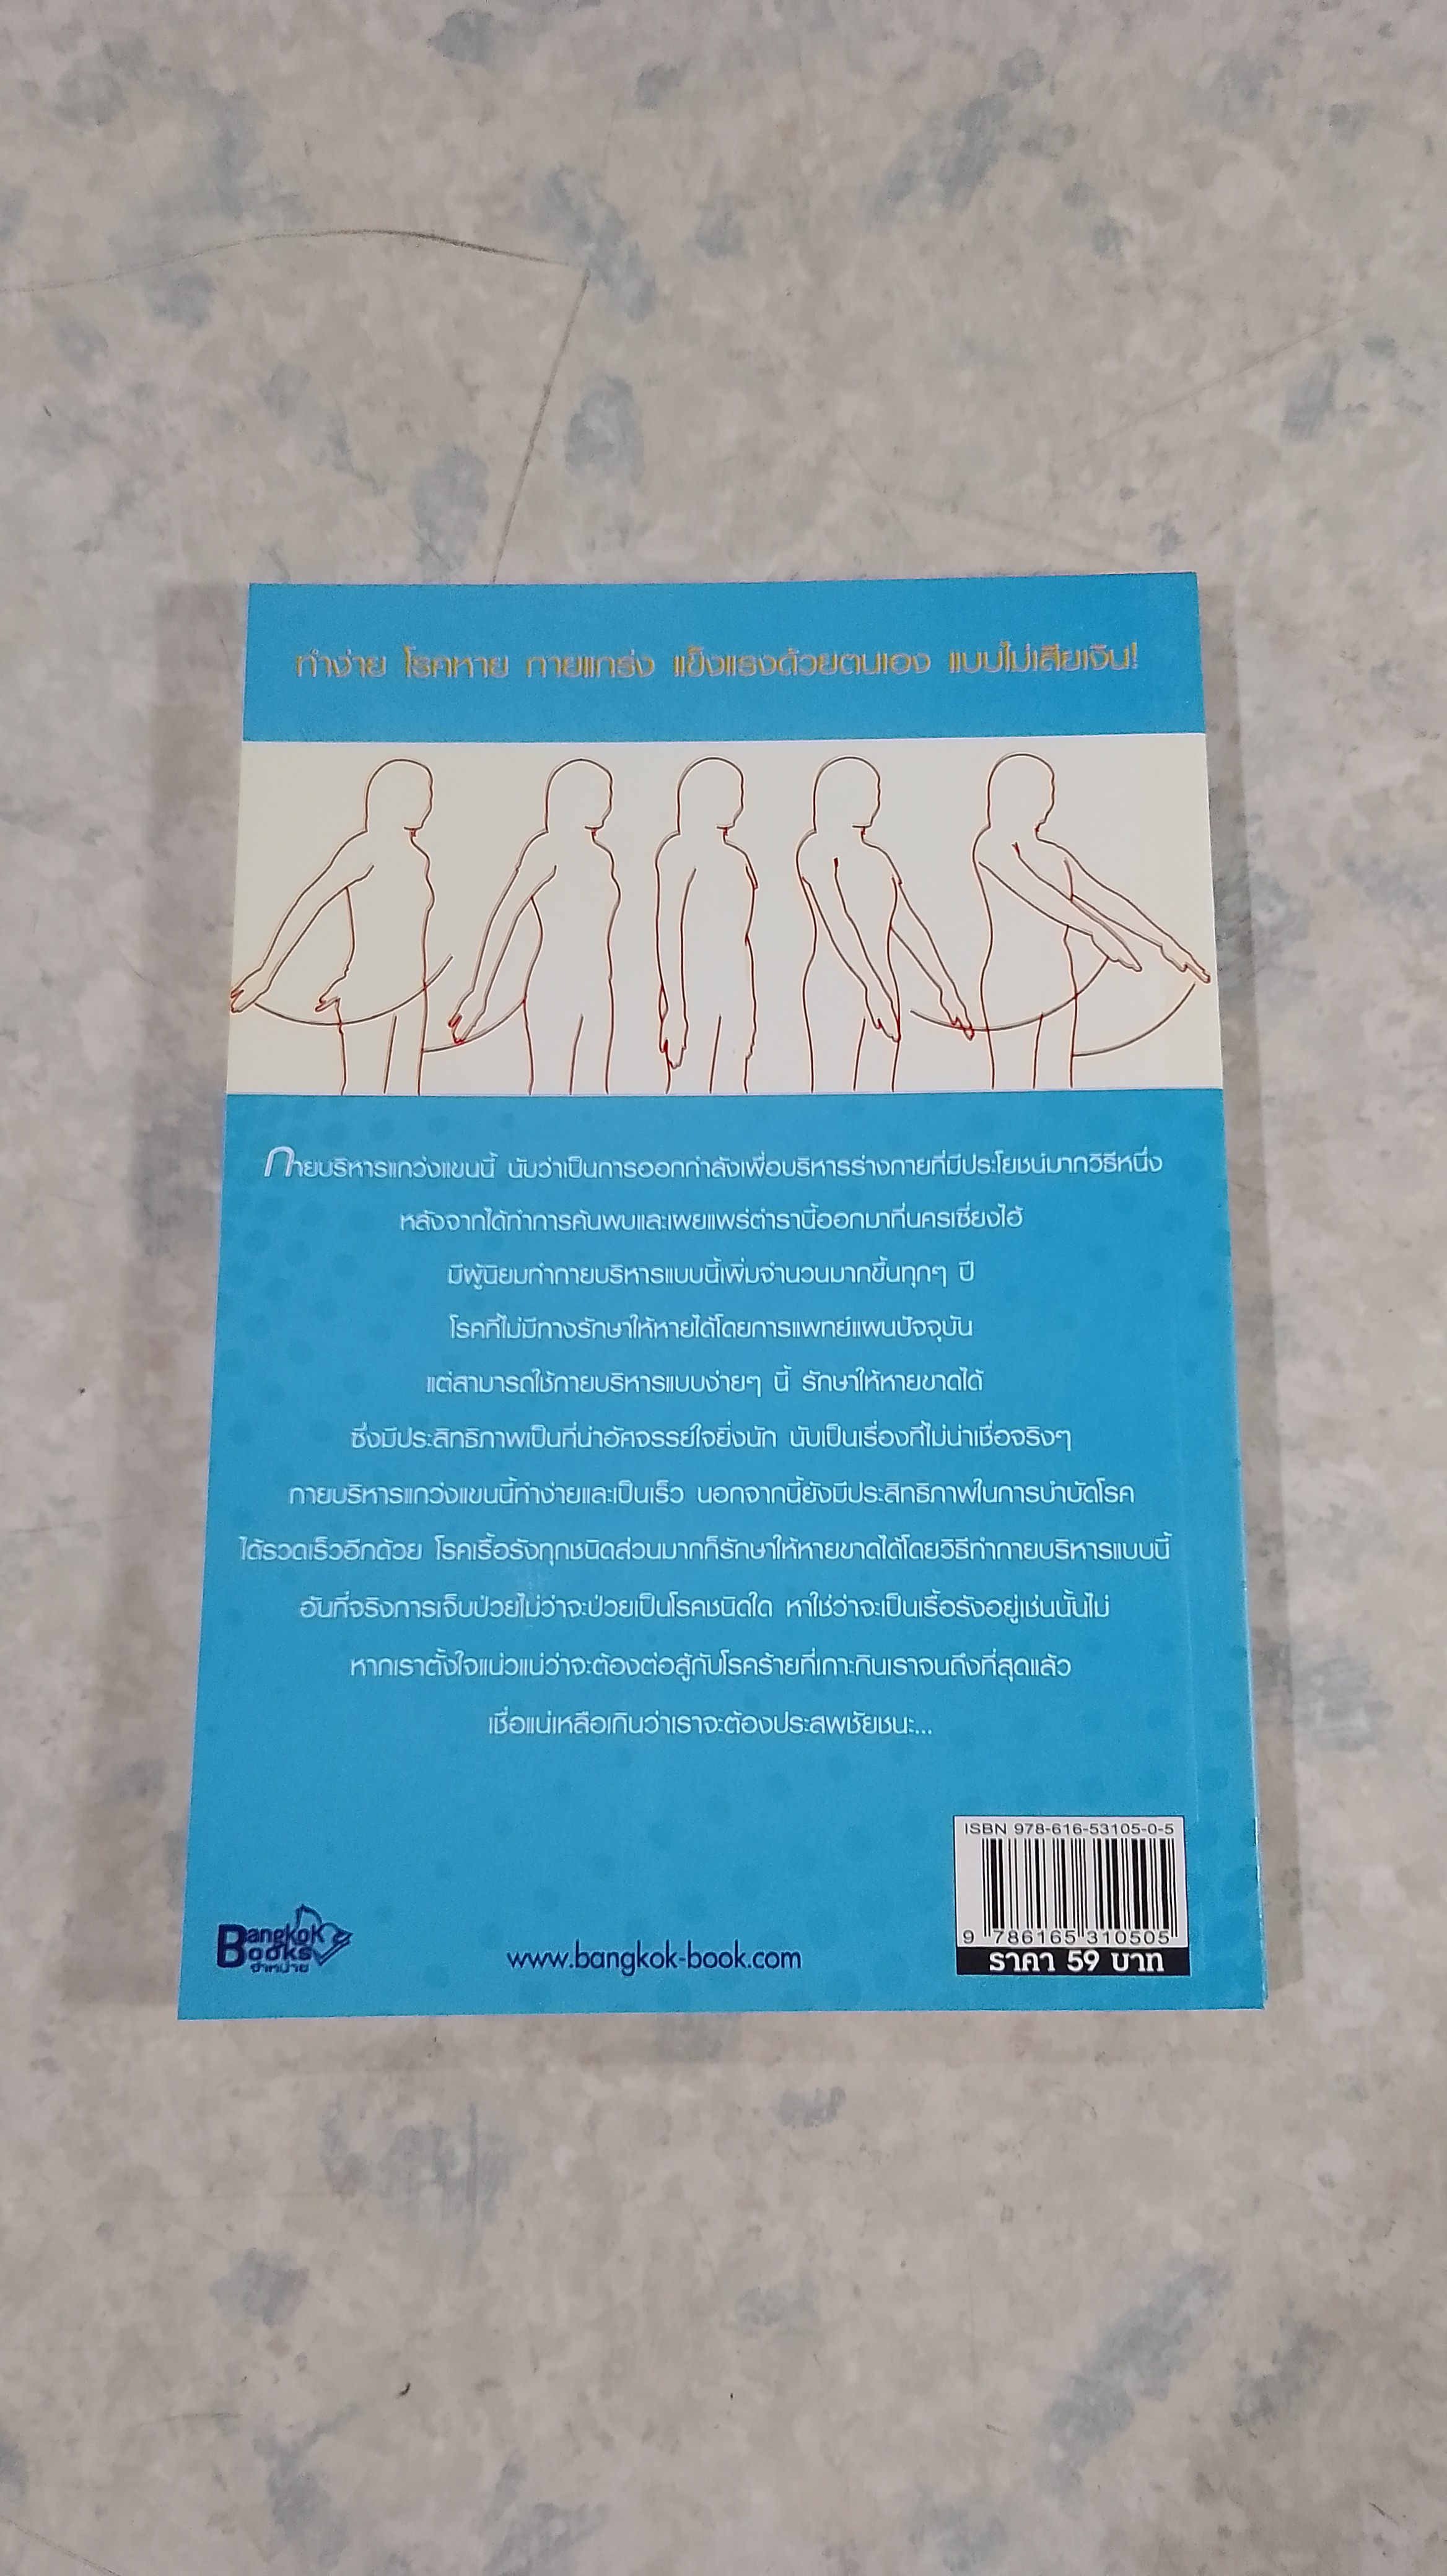 ทำง่าย โรคหาย กายแกร่ง แข็งแรงด้วยตนเอง แบบไม่เสียเงิน!
กายบริหารแกว่งแขนนี้ นับว่าเป็นการออกกำลังเพื่อบริหารร่างกายที่มีประโยชน์มากวิธีหนึ่ง
หลังจากได้ทำการค้นพบและเผยแพร่ตำรานี้ออกมาที่นครเซี่ยงไฮ้
มีผู้นิยมทำกายบริหารแบบนี้เพิ่มจำนวนมากขึ้นทุกๆ ปี
โรคที่ไม่มีทางรักษาให้หายได้โดยการแพทย์แผนปัจจุบัน
แต่สามารถใช้กายบริหารแบบง่ายๆ นี้ รักษาให้หายขาดได้
ซึ่งมีประสิทธิภาพเป็นที่น่าอัศจรรย์ใจยิ่งนัก นับเป็นเรื่องที่ไม่น่าเชื่อจริงๆ
กายบริหารแกว่งแขนนี้ทำง่ายและเป็นเร็ว นอกจากนี้ยังมีประสิทธิภาพในการบำบัดโรค
ได้รวดเร็วอีกด้วย โรคเรื้อรังทุกชนิดส่วนมากก็รักษาให้หายขาดได้โดยวิธีทำกายบริหารแบบนี้
อันที่จริงการเจ็บป่วยไม่ว่าจะป่วยเป็นโรคชนิดใด หาใช่ว่าจะเป็นเรื้อรังอยู่เช่นนั้นไม่
หากเราตั้งใจแน่วแน่ว่าจะต้องต่อสู้กับโรคร้ายที่เกาะกินเราจนถึงที่สุดแล้ว
เชื่อแน่เหลือเกินว่าเราจะต้องประสพชัยชนะ...
ISBN 978-616-53105-0-5
9 786165 310505
ราคา 59 บาท
Bangkok
Books
จำหน่าย
www.bangkok-book.com